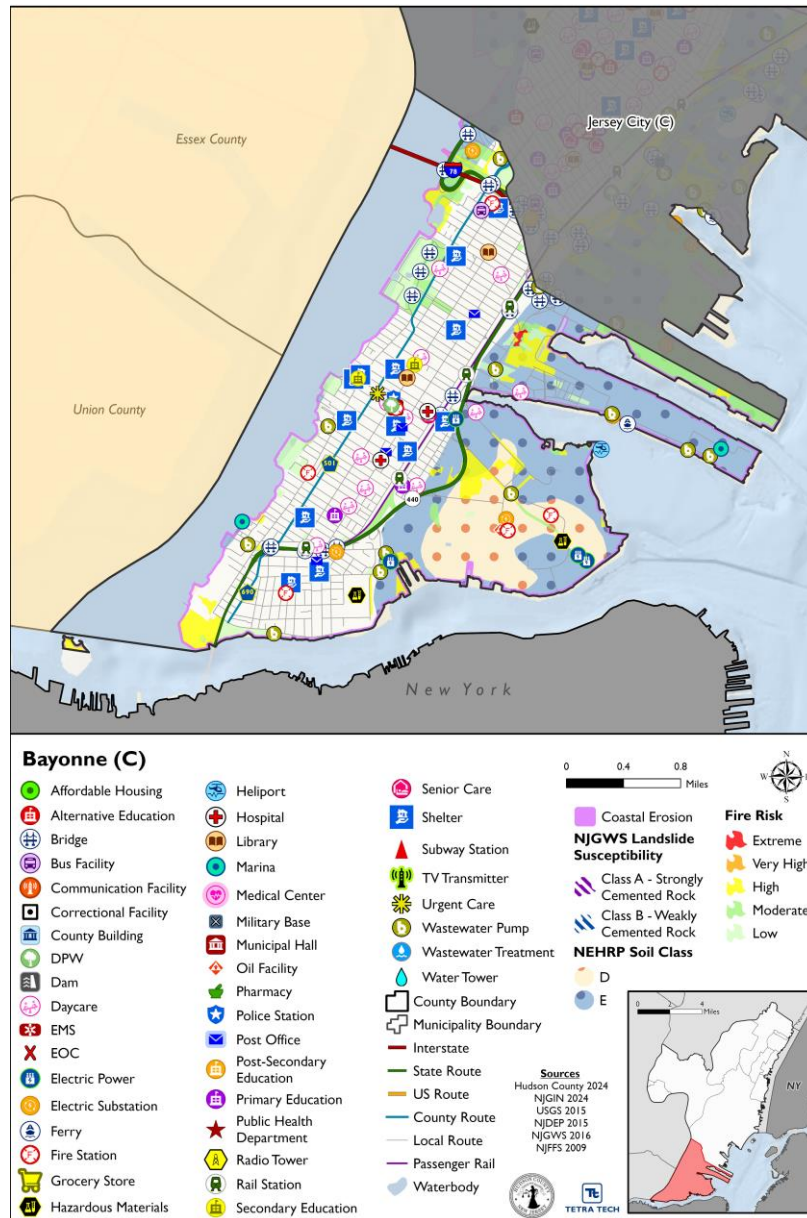 Essex County
Jersey City (C)
78
Union County
501
440
690
New York
Bayonne (C)
Affordable Housing
Alternative Education
Bridge
Bus Facility
Communication Facility
Correctional Facility
County Building
DPW
Dam
Daycare
EMS
EOC
Electric Power
Electric Substation
Ferry
Fire Station
Grocery Store
Hazardous Materials
Heliport
Hospital
Library
Marina
Medical Center
Military Base
Municipal Hall
Oil Facility
Pharmacy
Police Station
Post Office
Post-Secondary
Education
Primary Education
Public Health
Department
Radio Tower
Rail Station
Secondary Education
Senior Care
Shelter
Subway Station
TV Transmitter
Urgent Care
Wastewater Pump
Wastewater Treatment
Water Tower
County Boundary
Municipality Boundary
Interstate
State Route
US Route
County Route
Local Route
Passenger Rail
Waterbody
0 0.4 0.8
Miles
N
W
S
Coastal Erosion
NJGWS Landslide
Susceptibility
Class A - Strongly
Cemented Rock
Class B - Weakly
Cemented Rock
NEHRP Soil Class
D
E
Fire Risk
Extreme
Very High
High
Moderate
Low
Sources
Hudson County 2024
NJGIN 2024
USGS 2015
NJDEP 2015
NJGWS 2016
NJFFS 2009
TETRA TECH
0 2 4
Miles
NY